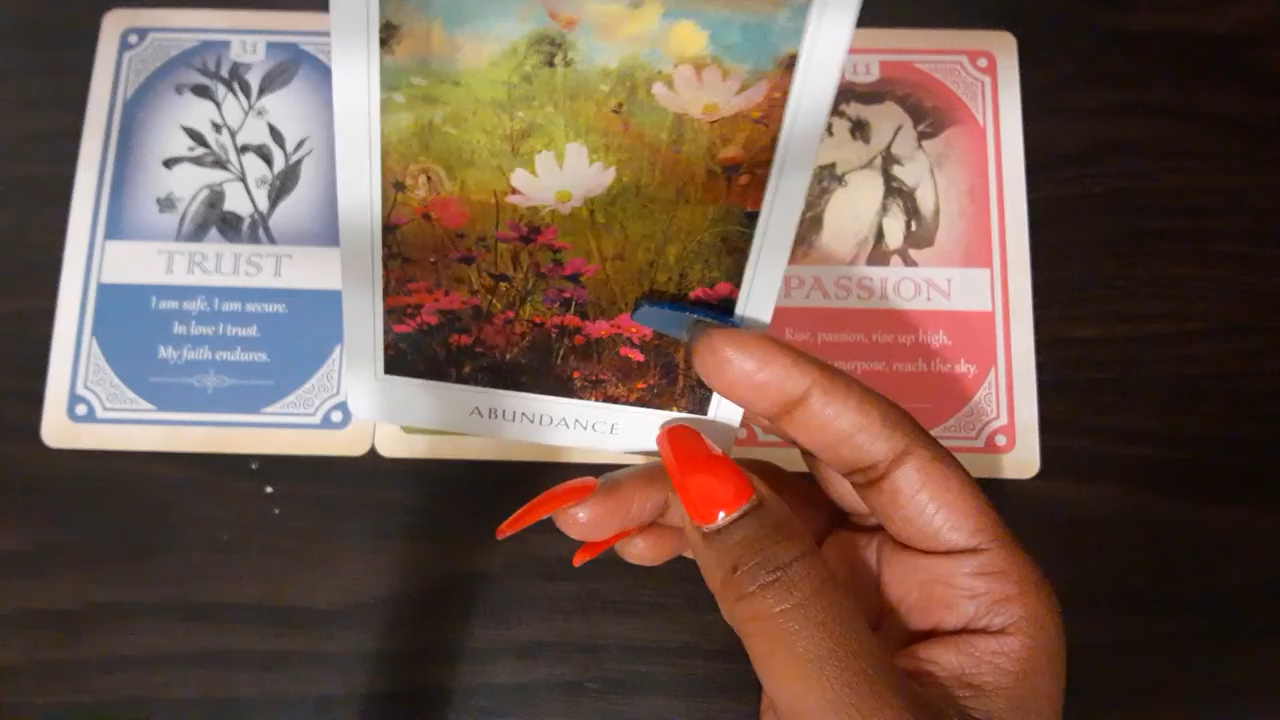 31
TRUST
I am safe, I am secure.
In love I trust.
My faith endures.
ABUNDANCE
11
PASSION
Rise, passion, rise up high,
purpose, reach the sky.